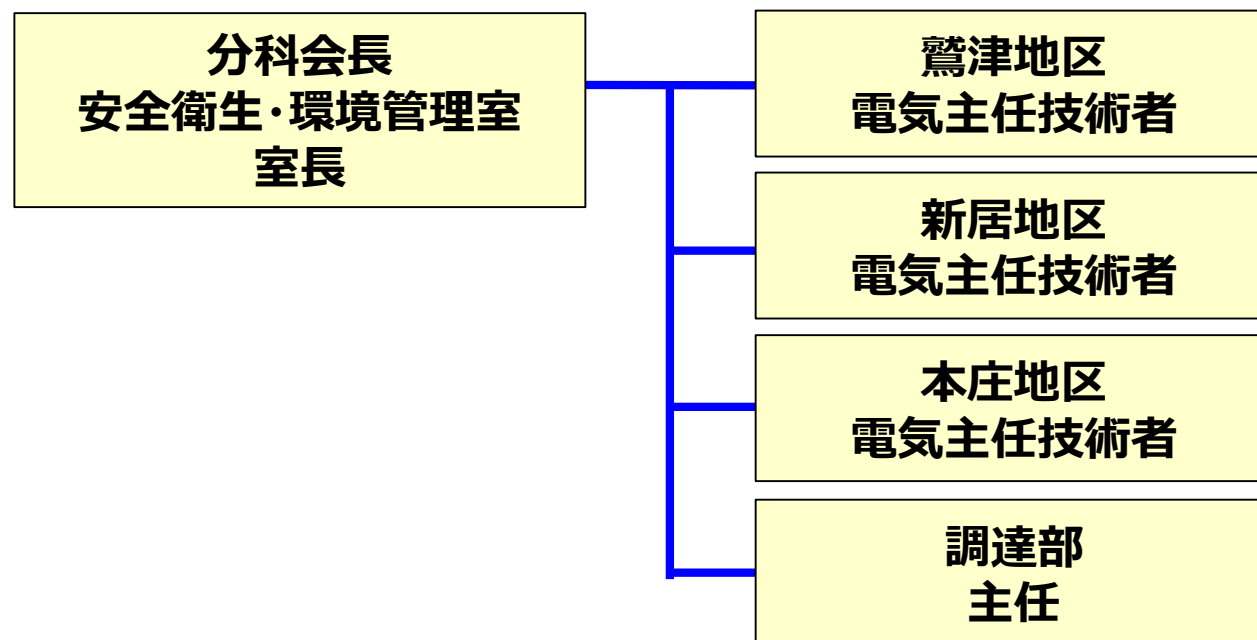 分科会長
安全衛生･環境管理室
室長
鷲津地区
電気主任技術者
新居地区
電気主任技術者
本庄地区
電気主任技術者
調達部
主任